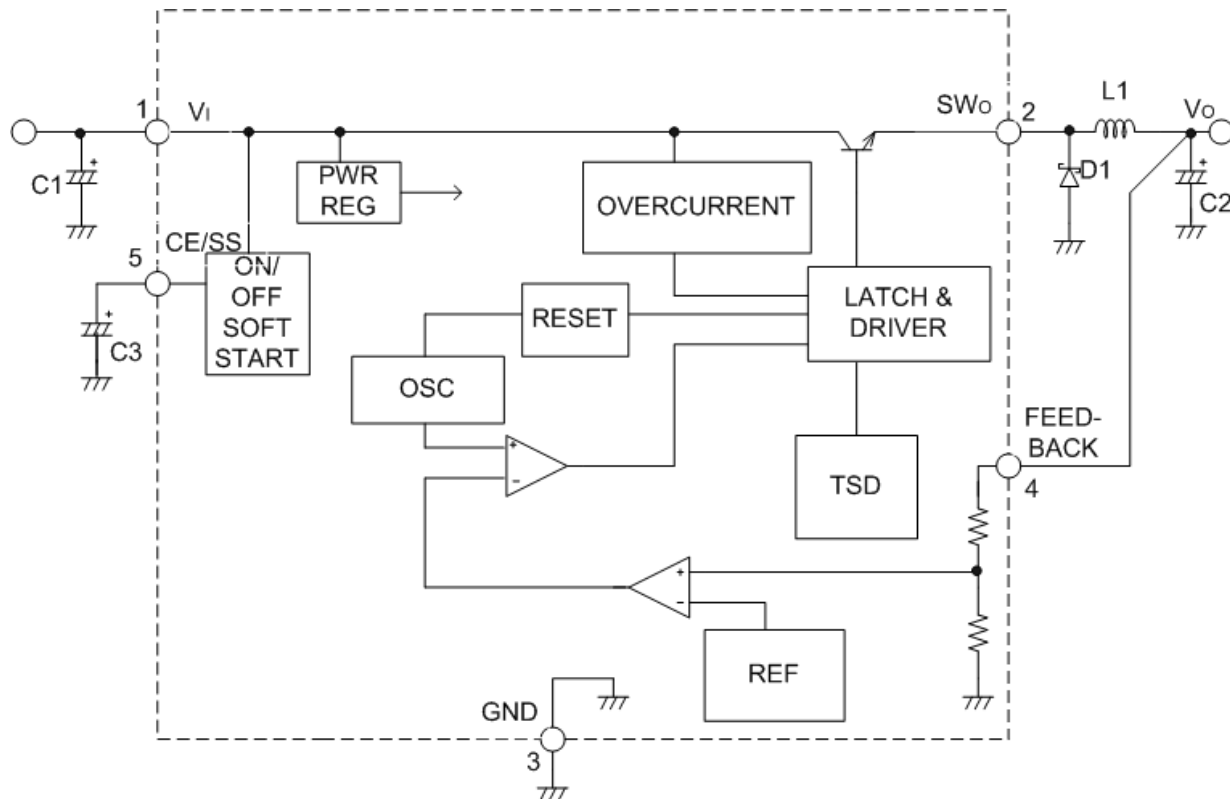 1
VI
SWO
2
L1
VO
C1
+
PWR
REG
OVERCURRENT
D1
+
C2
5
CE/SS
ON/
OFF
SOFT
START
+
C3
RESET
LATCH &
DRIVER
OSC
+
-
TSD
FEED-
BACK
4
+
-
REF
GND
3